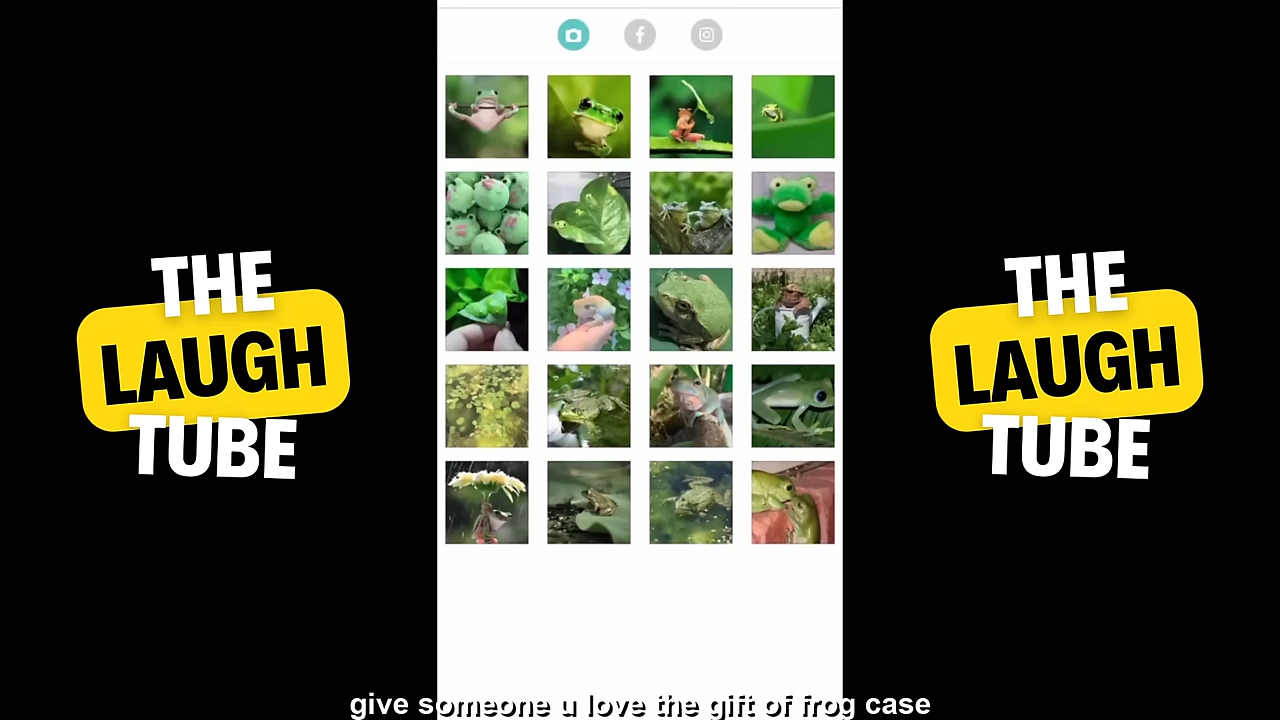 THE
LAUGH
TUBE
THE
LAUGH
TUBE
give someone u love the gift of frog case